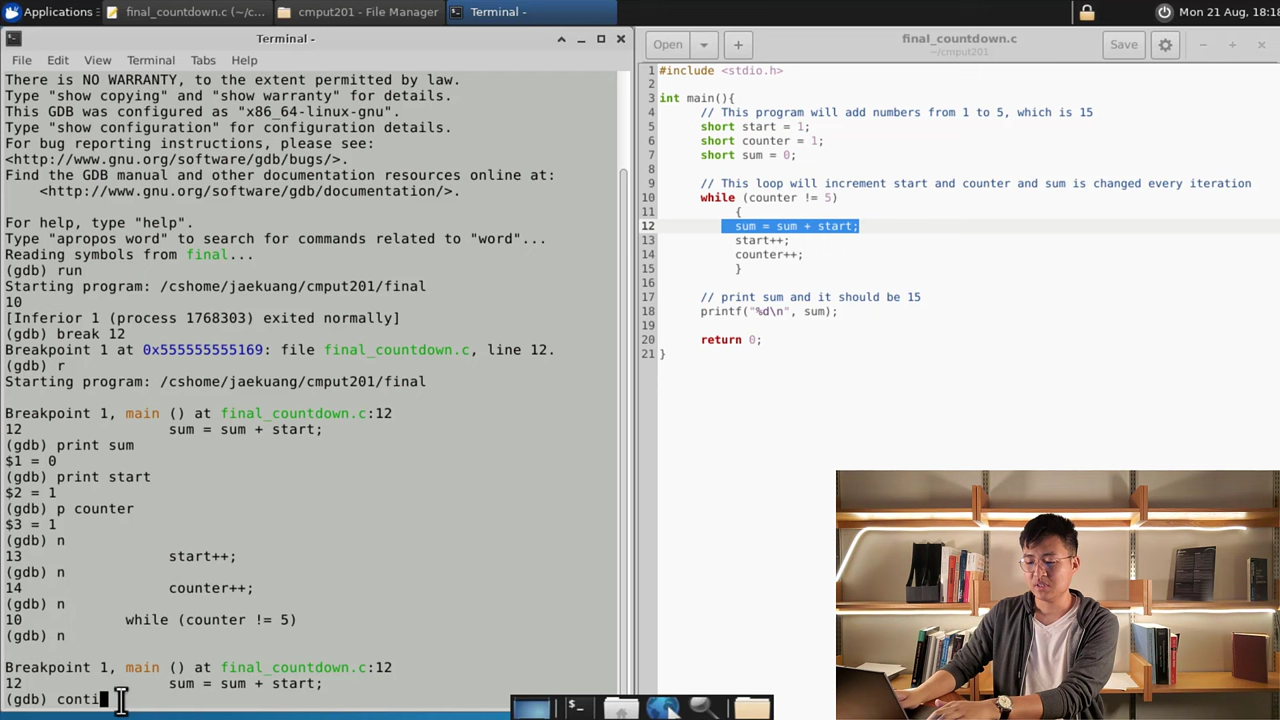 Applications
final_countdown.c (~/c...
cmput201 - File Manager
Terminal -
Mon 21 Aug, 18:18
Terminal -
File Edit View Terminal Tabs Help
There is NO WARRANTY, to the extent permitted by law.
Type "show copying" and "show warranty" for details.
This GDB was configured as "x86_64-linux-gnu".
Type "show configuration" for configuration details.
For bug reporting instructions, please see:
<http://www.gnu.org/software/gdb/bugs/>.
Find the GDB manual and other documentation resources online at:
<http://www.gnu.org/software/gdb/documentation/>.
For help, type "help".
Type "apropos word" to search for commands related to "word"...
Reading symbols from final...
(gdb) run
Starting program: /cshome/jaekuang/cmput201/final
10
[Inferior 1 (process 1768303) exited normally]
(gdb) break 12
Breakpoint 1 at 0x555555555169: file final_countdown.c, line 12.
(gdb) r
Starting program: /cshome/jaekuang/cmput201/final
Breakpoint 1, main () at final_countdown.c:12
12 sum = sum + start;
(gdb) print sum
$1 = 0
(gdb) print start
$2 = 1
(gdb) p counter
$3 = 1
(gdb) n
13 start++;
(gdb) n
14 counter++;
(gdb) n
10 while (counter != 5)
(gdb) n
Breakpoint 1, main () at final_countdown.c:12
12 sum = sum + start;
(gdb) conti
Open
final_countdown.c
~/cmput201
Save
1 #include <stdio.h>
2
3 int main(){
4 // This program will add numbers from 1 to 5, which is 15
5 short start = 1;
6 short counter = 1;
7 short sum = 0;
8
9 // This loop will increment start and counter and sum is changed every iteration
10 while (counter != 5)
11 {
12 sum = sum + start;
13 start++;
14 counter++;
15 }
16
17 // print sum and it should be 15
18 printf("%d\n", sum);
19
20 return 0;
21 }